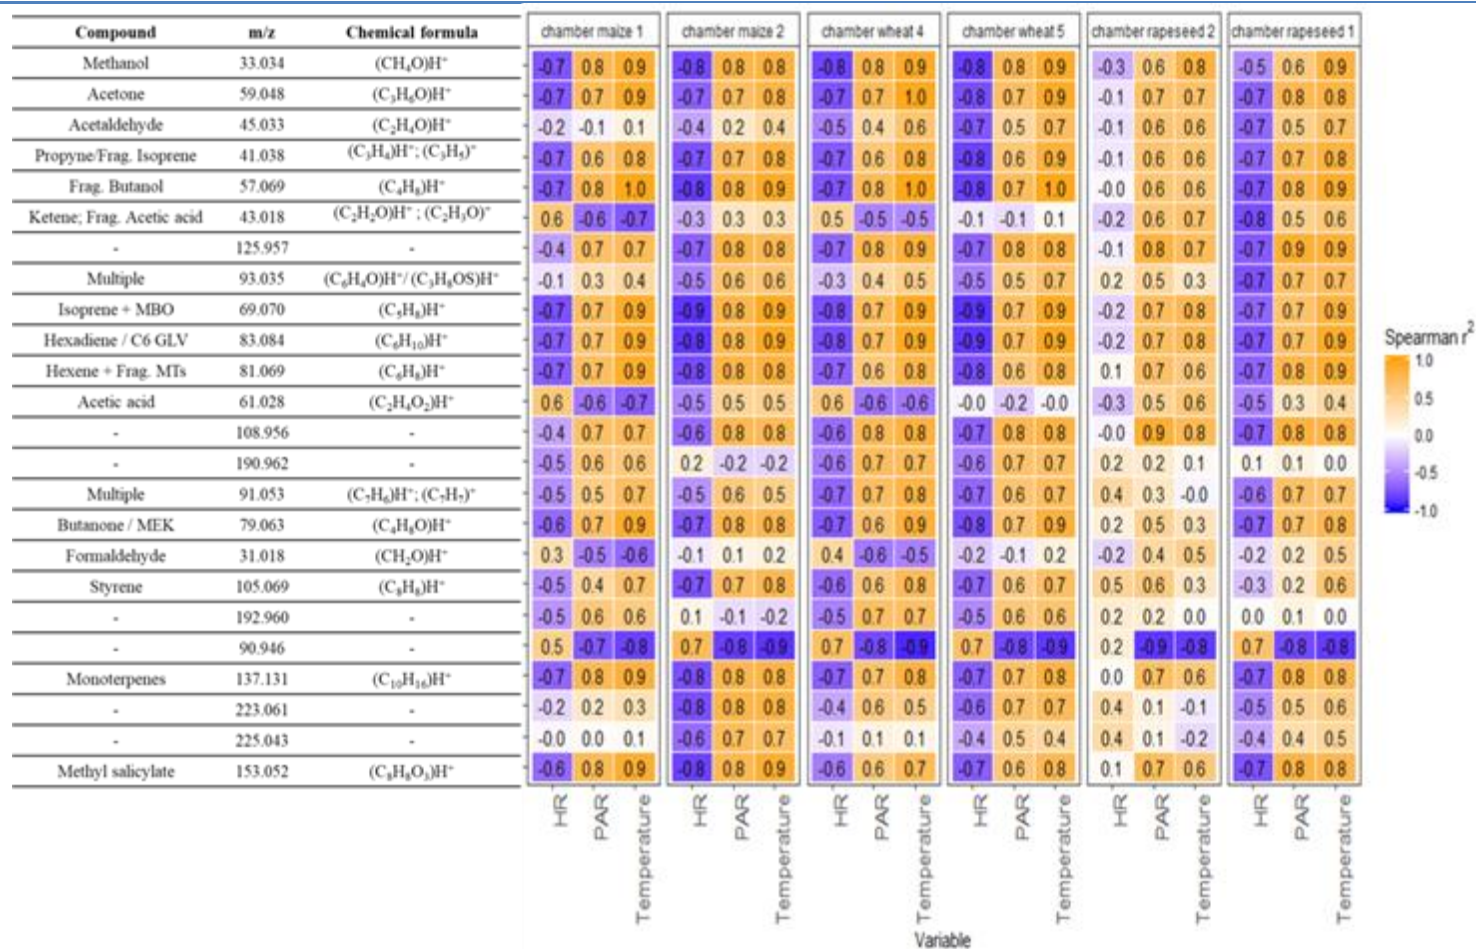 Compound m/z Chemical formula chamber maize 1 chamber maize 2 chamber wheat 4 chamber wheat 5 chamber rapeseed 2 chamber rapeseed 1
Methanol 33.034 (CH₄O)H⁺ -0.7 0.8 0.9 -0.8 0.8 0.8 -0.8 0.8 0.9 -0.8 0.8 0.9 -0.3 0.6 0.8 -0.5 0.6 0.9
Acetone 59.048 (C₃H₆O)H⁺ -0.7 0.7 0.9 -0.7 0.7 0.8 -0.7 0.7 1.0 -0.8 0.7 0.9 -0.1 0.7 0.7 -0.7 0.8 0.8
Acetaldehyde 45.033 (C₂H₄O)H⁺ -0.2 -0.1 0.1 -0.4 0.2 0.4 -0.5 0.4 0.6 -0.7 0.5 0.7 -0.1 0.6 0.6 -0.7 0.5 0.7
Propyne/Frag. Isoprene 41.038 (C₃H₄)H⁺; (C₃H₅)⁺ -0.7 0.6 0.8 -0.7 0.7 0.8 -0.7 0.6 0.8 -0.8 0.6 0.9 -0.1 0.6 0.6 -0.7 0.7 0.8
Frag. Butanol 57.069 (C₄H₈)H⁺ -0.7 0.8 1.0 -0.8 0.8 0.9 -0.7 0.8 1.0 -0.8 0.7 1.0 -0.0 0.6 0.6 -0.7 0.8 0.9
Ketene; Frag. Acetic acid 43.018 (C₂H₂O)H⁺ ; (C₂H₃O)⁺ 0.6 -0.6 -0.7 -0.3 0.3 0.3 0.5 -0.5 -0.5 -0.1 -0.1 0.1 -0.2 0.6 0.7 -0.8 0.5 0.6
- 125.957 - -0.4 0.7 0.7 -0.7 0.8 0.8 -0.7 0.8 0.9 -0.7 0.8 0.8 -0.1 0.8 0.7 -0.7 0.9 0.9
Multiple 93.035 (C₆H₄O)H⁺/ (C₃H₈OS)H⁺ -0.1 0.3 0.4 -0.5 0.6 0.6 -0.3 0.4 0.5 -0.5 0.5 0.7 0.2 0.5 0.3 -0.7 0.7 0.7
Isoprene + MBO 69.070 (C₅H₈)H⁺ -0.7 0.7 0.9 -0.9 0.8 0.9 -0.8 0.7 0.9 -0.9 0.7 0.9 -0.2 0.7 0.8 -0.7 0.8 0.9
Hexadiene / C6 GLV 83.084 (C₆H₁₀)H⁺ -0.7 0.7 0.9 -0.8 0.8 0.9 -0.8 0.7 0.9 -0.9 0.7 0.9 -0.2 0.7 0.8 -0.7 0.8 0.9
Hexene + Frag. MTs 81.069 (C₆H₈)H⁺ -0.7 0.7 0.9 -0.8 0.8 0.8 -0.7 0.6 0.8 -0.8 0.6 0.8 0.1 0.7 0.6 -0.7 0.8 0.9
Acetic acid 61.028 (C₂H₄O₂)H⁺ 0.6 -0.6 -0.7 -0.5 0.5 0.5 0.6 -0.6 -0.6 -0.0 -0.2 -0.0 -0.3 0.5 0.6 -0.5 0.3 0.4
- 108.956 - -0.4 0.7 0.7 -0.6 0.8 0.8 -0.6 0.8 0.8 -0.7 0.8 0.8 -0.0 0.9 0.8 -0.7 0.8 0.8
- 190.962 - -0.5 0.6 0.6 0.2 -0.2 -0.2 -0.6 0.7 0.7 -0.6 0.7 0.7 0.2 0.2 0.1 0.1 0.1 0.0
Multiple 91.053 (C₇H₆)H⁺; (C₇H₇)⁺ -0.5 0.5 0.7 -0.5 0.6 0.5 -0.7 0.7 0.8 -0.7 0.6 0.7 0.4 0.3 -0.0 -0.6 0.7 0.7
Butanone / MEK 79.063 (C₄H₈O)H⁺ -0.6 0.7 0.9 -0.7 0.8 0.8 -0.7 0.6 0.9 -0.8 0.7 0.9 0.2 0.5 0.3 -0.7 0.7 0.8
Formaldehyde 31.018 (CH₂O)H⁺ 0.3 -0.5 -0.6 -0.1 0.1 0.2 0.4 -0.6 -0.5 -0.2 -0.1 0.2 -0.2 0.4 0.5 -0.2 0.2 0.5
Styrene 105.069 (C₈H₈)H⁺ -0.5 0.4 0.7 -0.7 0.7 0.8 -0.6 0.6 0.8 -0.7 0.6 0.7 0.5 0.6 0.3 -0.3 0.2 0.6
- 192.960 - -0.5 0.6 0.6 0.1 -0.1 -0.2 -0.5 0.7 0.7 -0.5 0.6 0.6 0.2 0.2 0.0 0.0 0.1 0.0
- 90.946 - 0.5 -0.7 -0.8 0.7 -0.8 -0.9 0.7 -0.8 -0.9 0.7 -0.8 -0.9 0.2 -0.9 -0.8 0.7 -0.8 -0.8
Monoterpenes 137.131 (C₁₀H₁₆)H⁺ -0.7 0.8 0.9 -0.8 0.8 0.8 -0.7 0.7 0.8 -0.7 0.7 0.8 0.0 0.7 0.6 -0.7 0.8 0.8
- 223.061 - -0.2 0.2 0.3 -0.8 0.8 0.8 -0.4 0.6 0.5 -0.6 0.7 0.7 0.4 0.1 -0.1 -0.5 0.5 0.6
- 225.043 - -0.0 0.0 0.1 -0.6 0.7 0.7 -0.1 0.1 0.1 -0.4 0.5 0.4 0.4 0.1 -0.2 -0.4 0.4 0.5
Methyl salicylate 153.052 (C₈H₈O₃)H⁺ -0.6 0.8 0.9 -0.8 0.8 0.9 -0.6 0.6 0.7 -0.7 0.6 0.8 0.1 0.7 0.6 -0.7 0.8 0.8
HR PAR Temperature HR PAR Temperature HR PAR Temperature HR PAR Temperature HR PAR Temperature HR PAR Temperature
Variable
Spearman r²
1.0
0.5
0.0
-0.5
-1.0